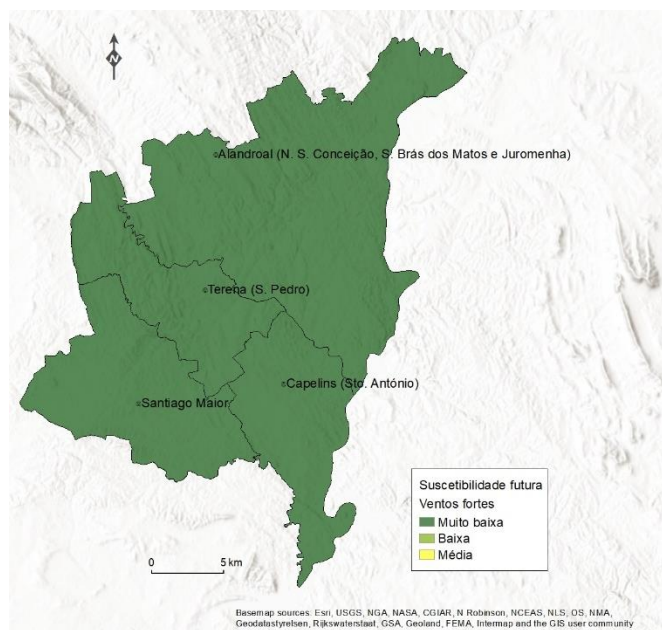 N
Alandroal (N. S. Conceição, S. Brás dos Matos e Juromenha)
Terena (S. Pedro)
Capelins (Sto. António)
Santiago Maior
Suscetibilidade futura
Ventos fortes
Muito baixa
Baixa
Média
0 5 km
Basemap sources: Esri, USGS, NGA, NASA, CGIAR, N Robinson, NCEAS, NLS, OS, NMA,
Geodatastyrelsen, Rijkswaterstaat, GSA, Geoland, FEMA, Intermap and the GIS user community